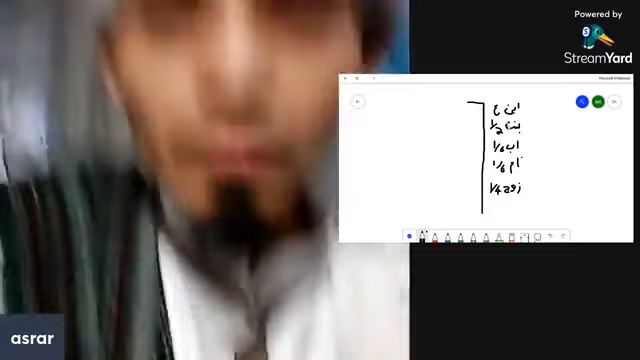 Powered by
StreamYard
ابن ع
بنت 1/2
اب 1/6
ام 1/6
زوج 1/4
asrar